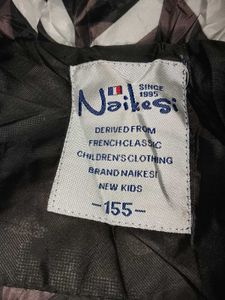 SINCE
1995
Naikesi
DERIVED FROM
FRENCH CLASSIC
CHILDREN'S CLOTHING
BRAND NAIKESI
NEW KIDS
-155-